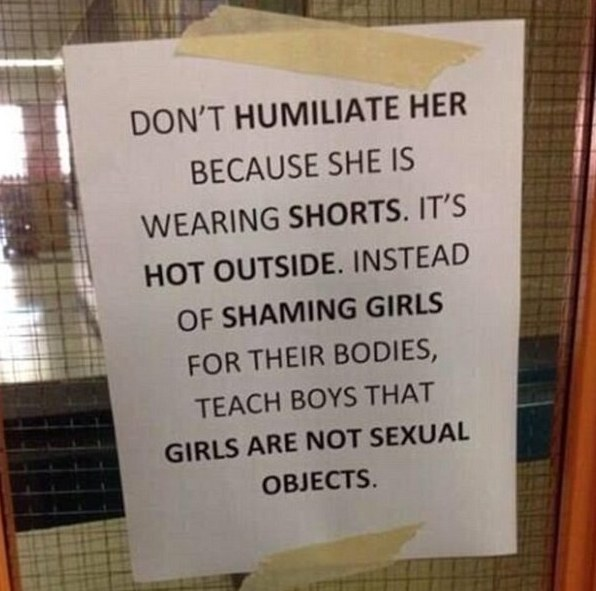 DON'T HUMILIATE HER
BECAUSE SHE IS
WEARING SHORTS. IT'S
HOT OUTSIDE. INSTEAD
OF SHAMING GIRLS
FOR THEIR BODIES,
TEACH BOYS THAT
GIRLS ARE NOT SEXUAL
OBJECTS.